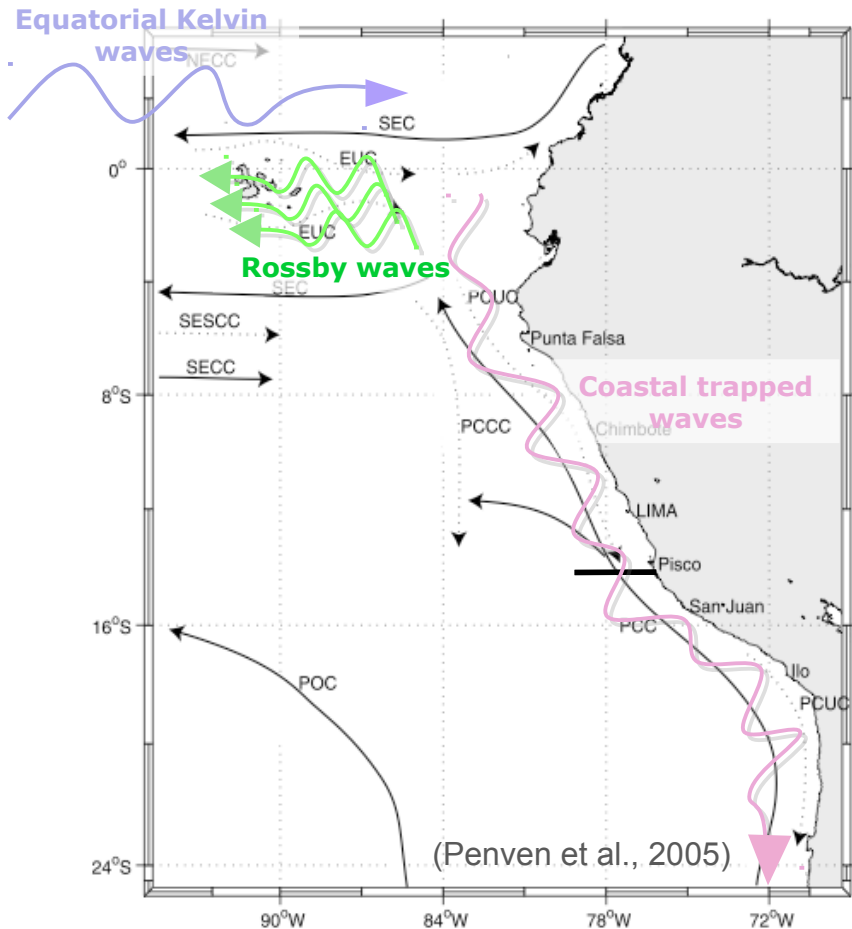 Equatorial Kelvin
waves
NECC
SEC
0°
EUC
EUC
Rossby waves
SEC
PCUC
SESCC
Punta Falsa
SECC
8°S
Coastal trapped
waves
PCCC
Chimbote
LIMA
Pisco
San Juan
16°S
PCC
Ilo
POC
PCUC
(Penven et al., 2005)
24°S
90°W
84°W
78°W
72°W